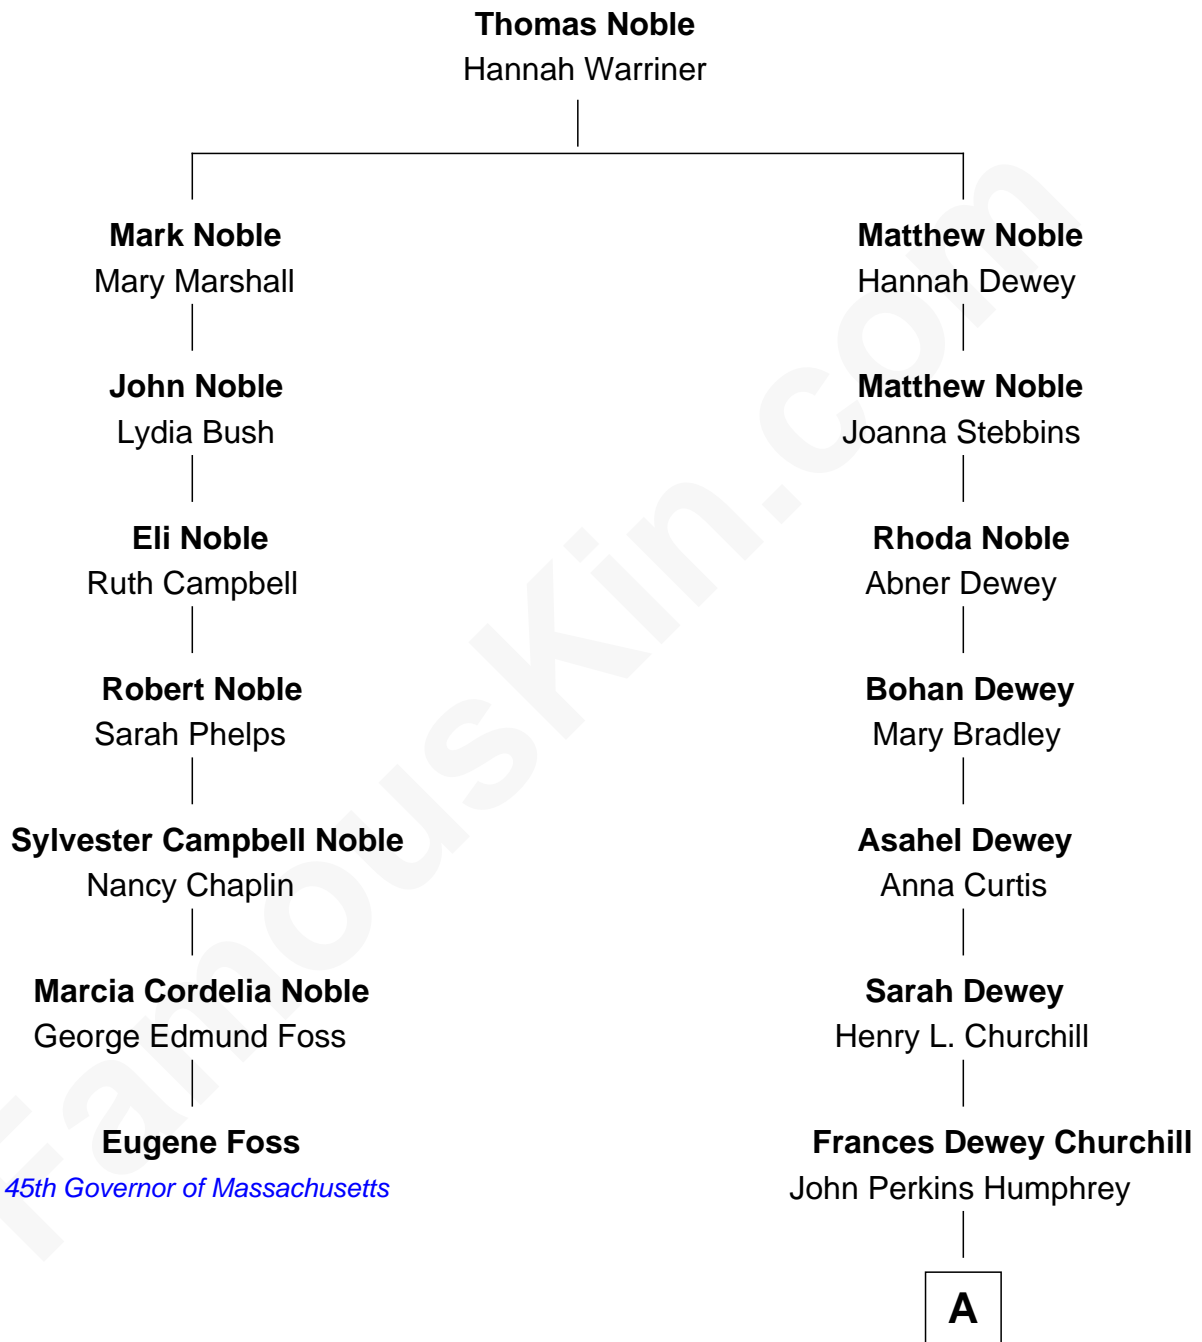 Thomas Noble
Hannah Warriner
Mark Noble
Mary Marshall
Matthew Noble
Hannah Dewey
John Noble
Lydia Bush
Matthew Noble
Joanna Stebbins
Eli Noble
Ruth Campbell
Rhoda Noble
Abner Dewey
Robert Noble
Sarah Phelps
Bohan Dewey
Mary Bradley
Sylvester Campbell Noble
Nancy Chaplin
Asahel Dewey
Anna Curtis
Marcia Cordelia Noble
George Edmund Foss
Sarah Dewey
Henry L. Churchill
Eugene Foss
45th Governor of Massachusetts
Frances Dewey Churchill
John Perkins Humphrey
A
FamousKin.com